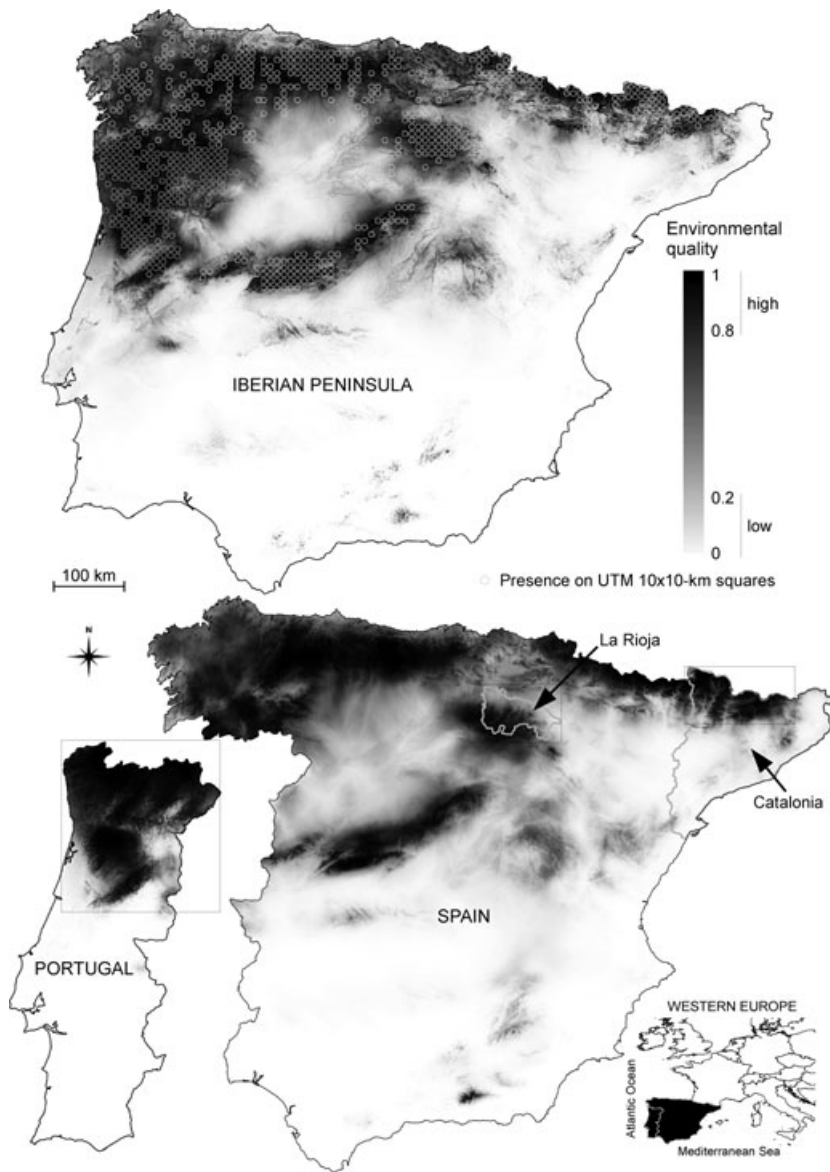 Environmental
quality
1
high
0.8
IBERIAN PENINSULA
0.2
low
0
100 km
Presence on UTM 10x10-km squares
N
La Rioja
Catalonia
SPAIN
PORTUGAL
WESTERN EUROPE
Atlantic Ocean
Mediterranean Sea